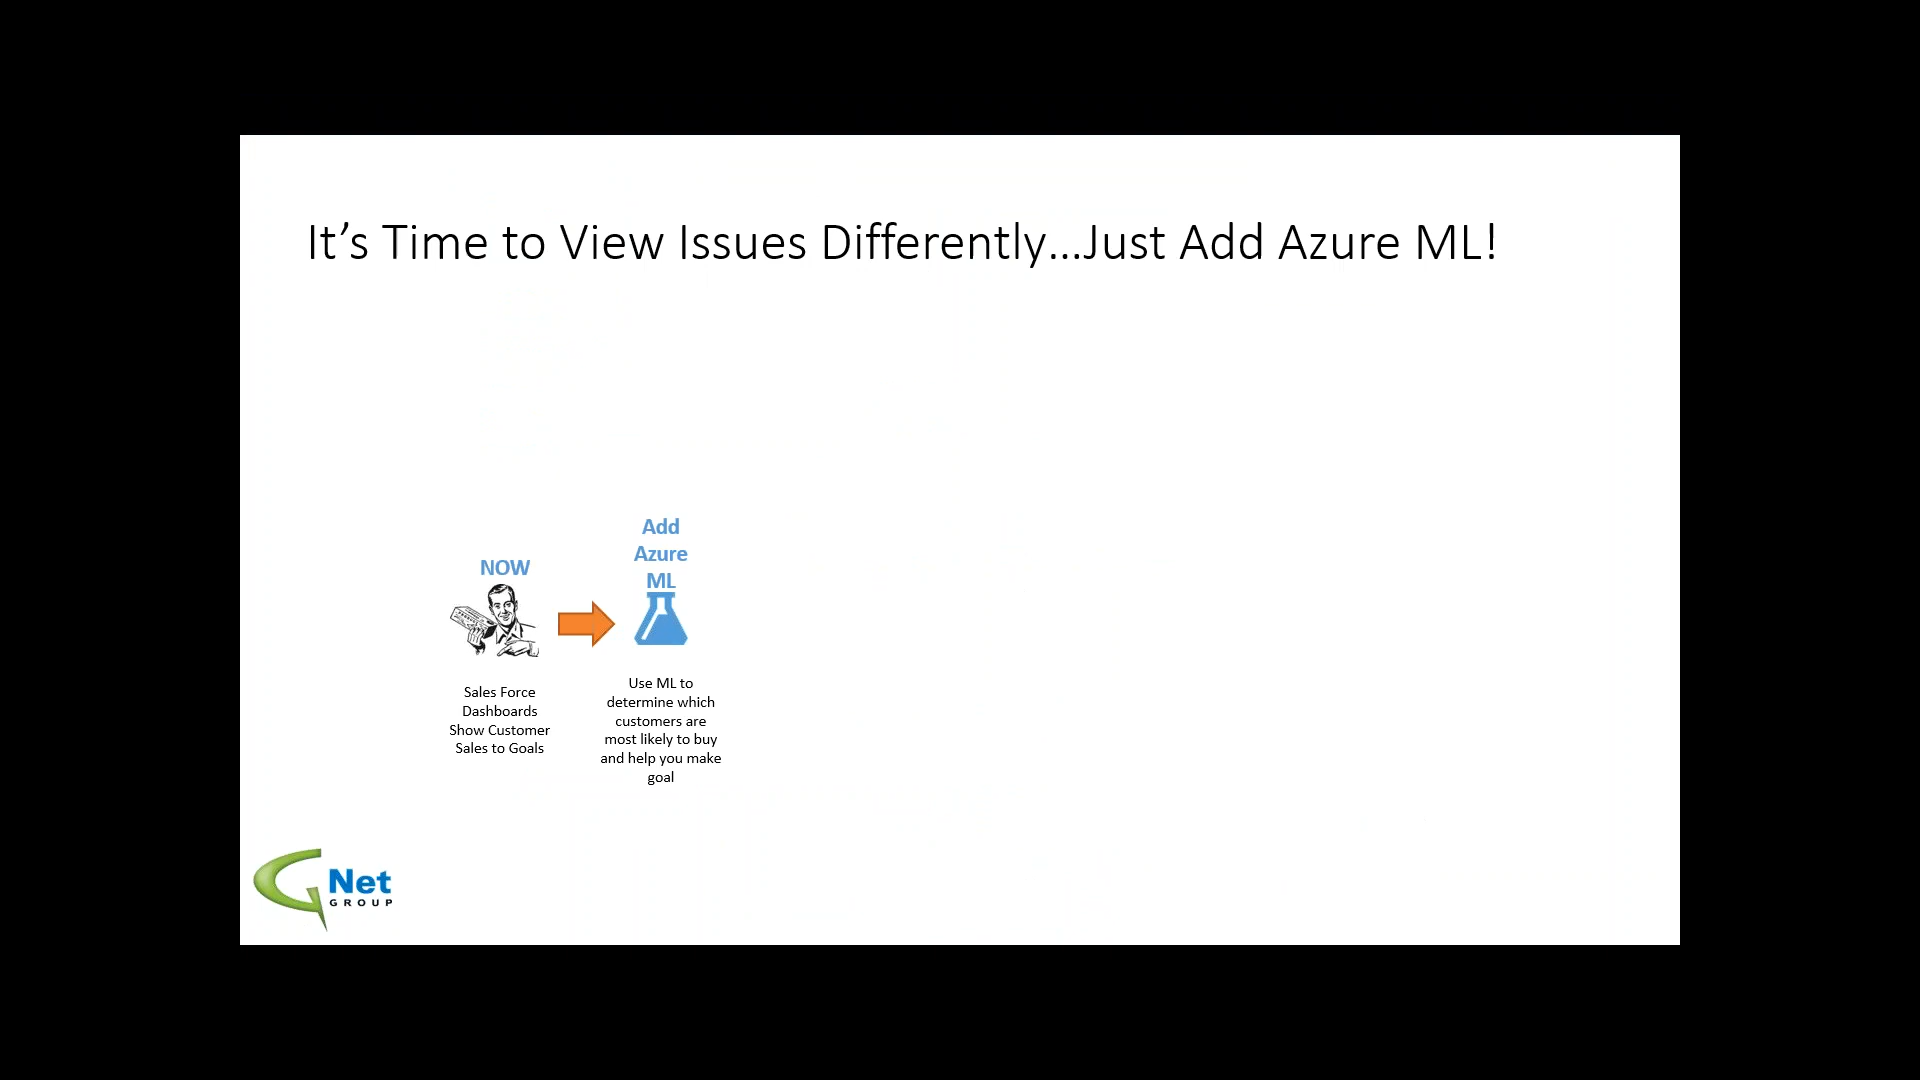 It’s Time to View Issues Differently…Just Add Azure ML!
NOW
Sales Force
Dashboards
Show Customer
Sales to Goals
Add
Azure
ML
Use ML to
determine which
customers are
most likely to buy
and help you make
goal
Net
GROUP